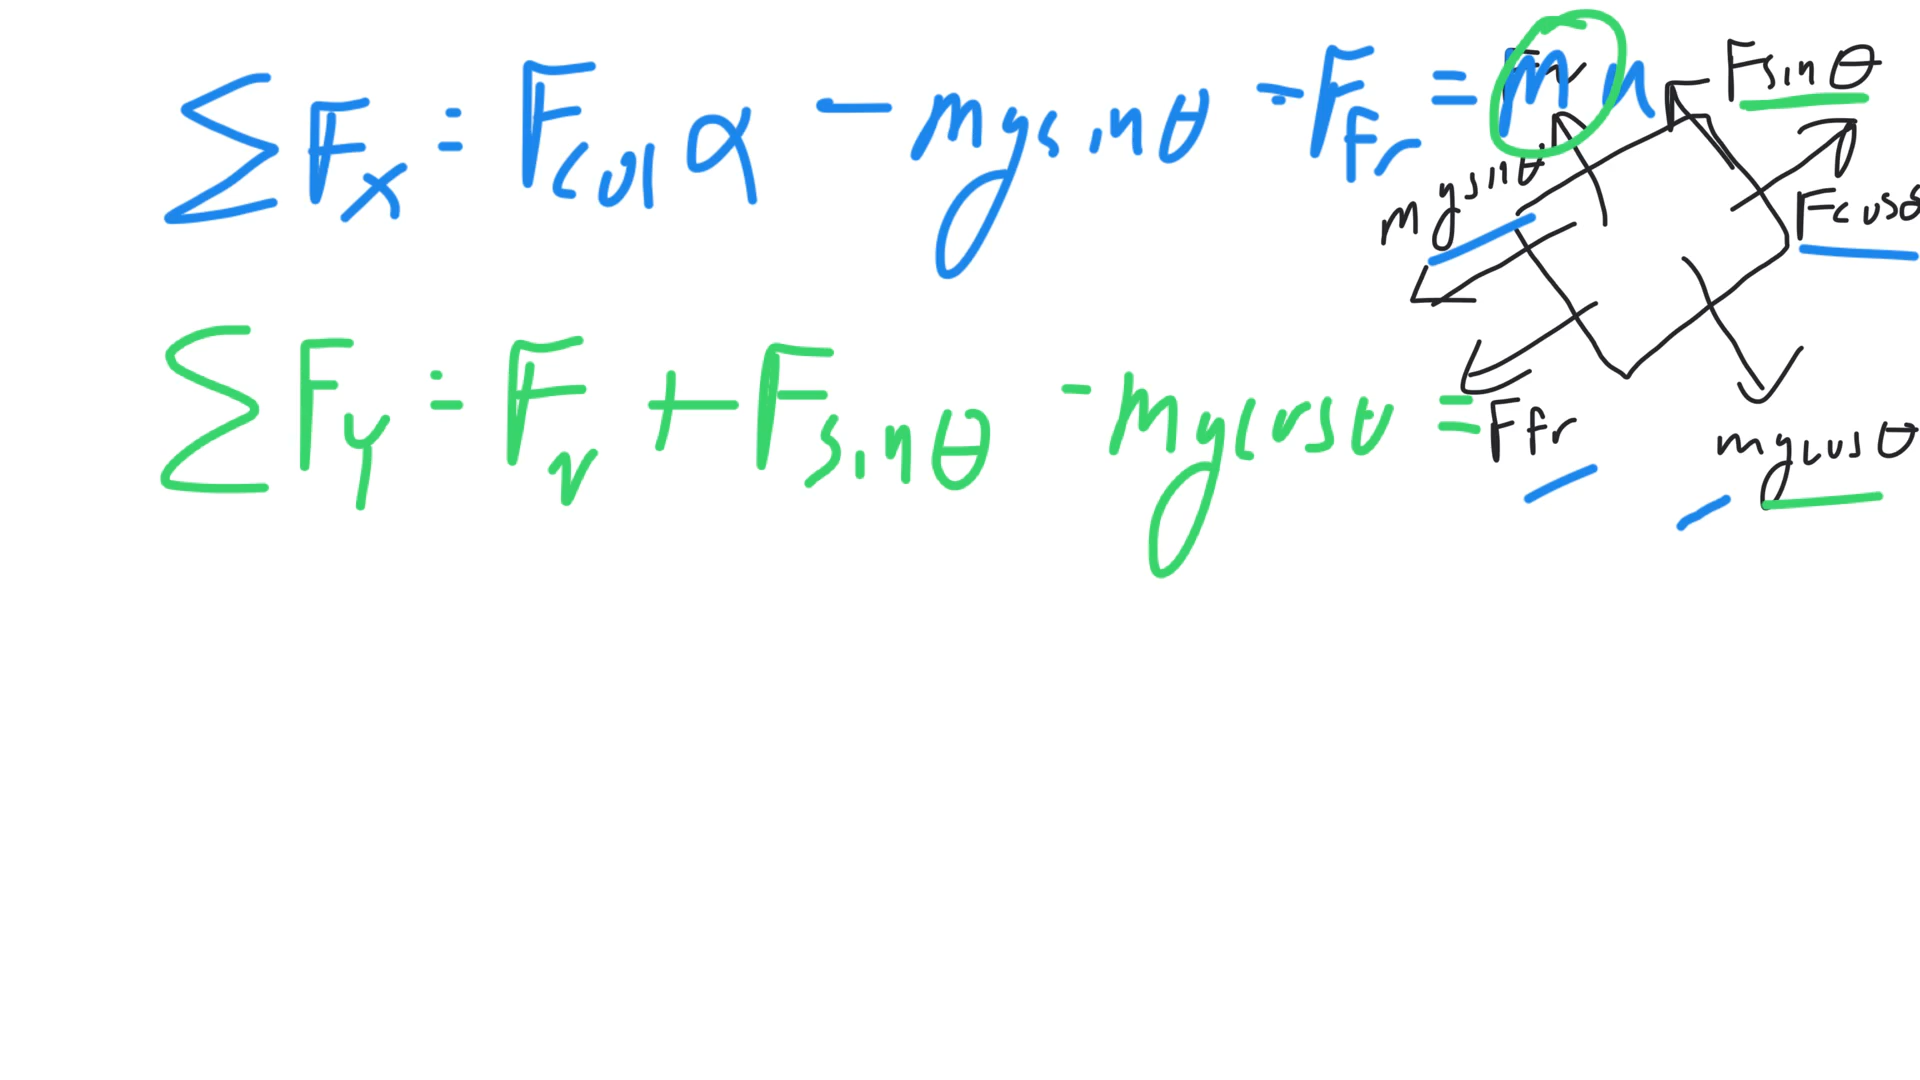 ΣFx = Fcosα - mgsinθ - FFr = ma
Fsinθ
mgsinθ
Fcosθ
ΣFy = FN + Fsinθ - mgcosθ =
Ffr
mgcosθ